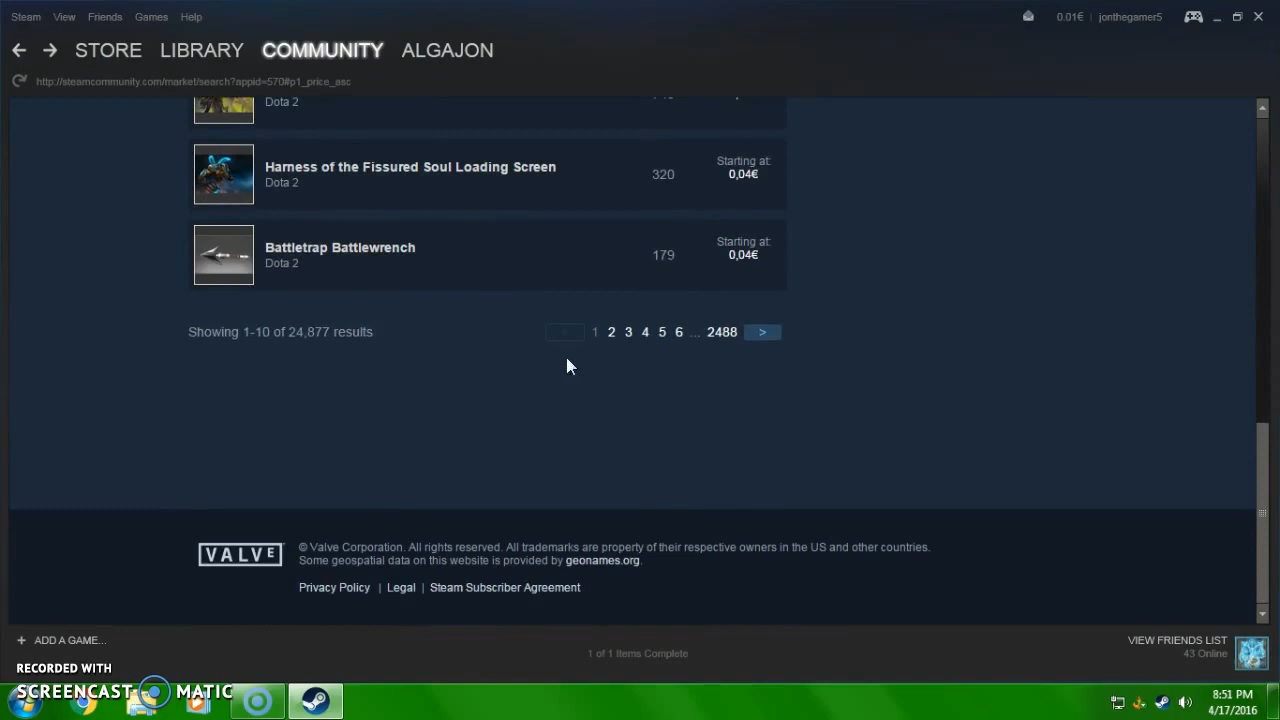 Steam View Friends Games Help 0.01€ jonthegamer5
STORE LIBRARY COMMUNITY ALGAJON
http://steamcommunity.com/market/search?appid=570#p1_price_asc
Dota 2
Harness of the Fissured Soul Loading Screen
Dota 2
320
Starting at:
0,04€
Battletrap Battlewrench
Dota 2
179
Starting at:
0,04€
Showing 1-10 of 24,877 results
1 2 3 4 5 6 ... 2488 >
VALVE
© Valve Corporation. All rights reserved. All trademarks are property of their respective owners in the US and other countries.
Some geospatial data on this website is provided by geonames.org.
Privacy Policy | Legal | Steam Subscriber Agreement
+ ADD A GAME...
1 of 1 Items Complete
VIEW FRIENDS LIST
43 Online
RECORDED WITH
SCREENCAST MATIC
8:51 PM
4/17/2016